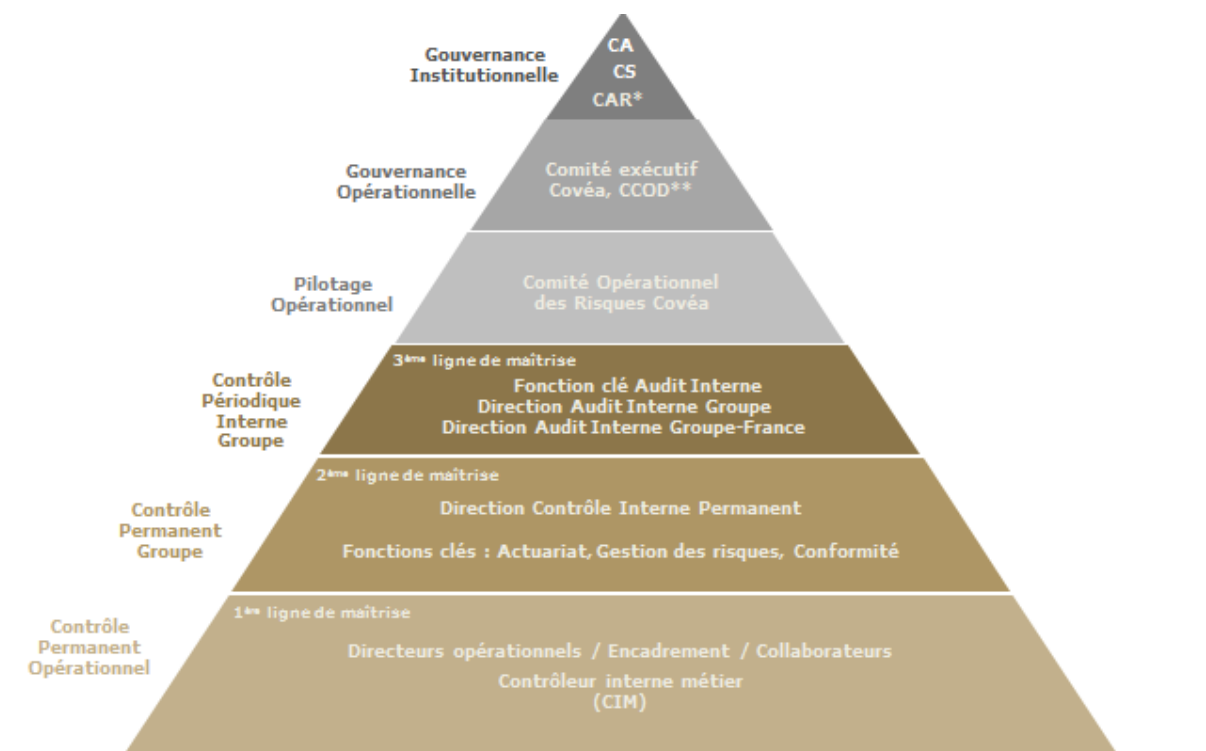 Gouvernance
Institutionnelle
CA
CS
CAR*
Gouvernance
Opérationnelle
Comité exécutif
Covéa, CCOD**
Pilotage
Opérationnel
Comité Opérationnel
des Risques Covéa
Contrôle
Périodique
Interne
Groupe
3ème ligne de maîtrise
Fonction clé Audit Interne
Direction Audit Interne Groupe
Direction Audit Interne Groupe-France
Contrôle
Permanent
Groupe
2ème ligne de maîtrise
Direction Contrôle Interne Permanent
Fonctions clés : Actuariat, Gestion des risques, Conformité
Contrôle
Permanent
Opérationnel
1ère ligne de maîtrise
Directeurs opérationnels / Encadrement / Collaborateurs
Contrôleur interne métier
(CIM)